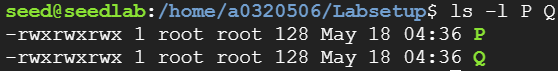 seed@seedlab:/home/a0320506/Labsetup$ ls -l P Q
-rwxrwxrwx 1 root root 128 May 18 04:36 P
-rwxrwxrwx 1 root root 128 May 18 04:36 Q